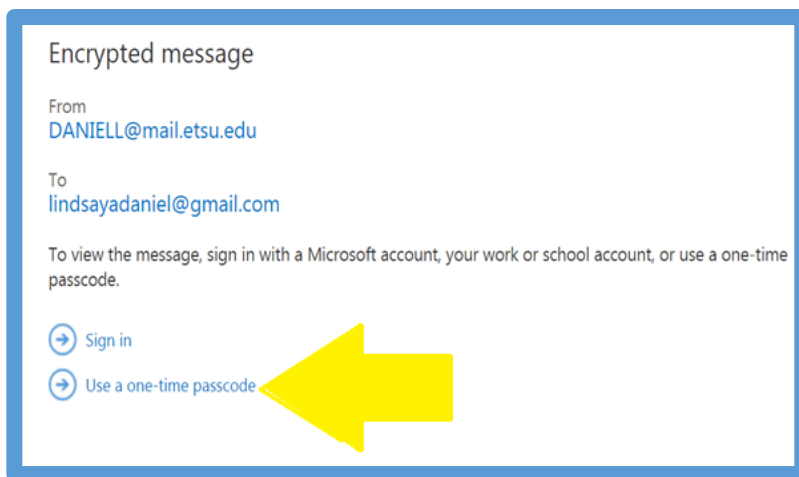 Encrypted message
From
DANIELL@mail.etsu.edu
To
lindsayadaniel@gmail.com
To view the message, sign in with a Microsoft account, your work or school account, or use a one-time
passcode.
Sign in
Use a one-time passcode